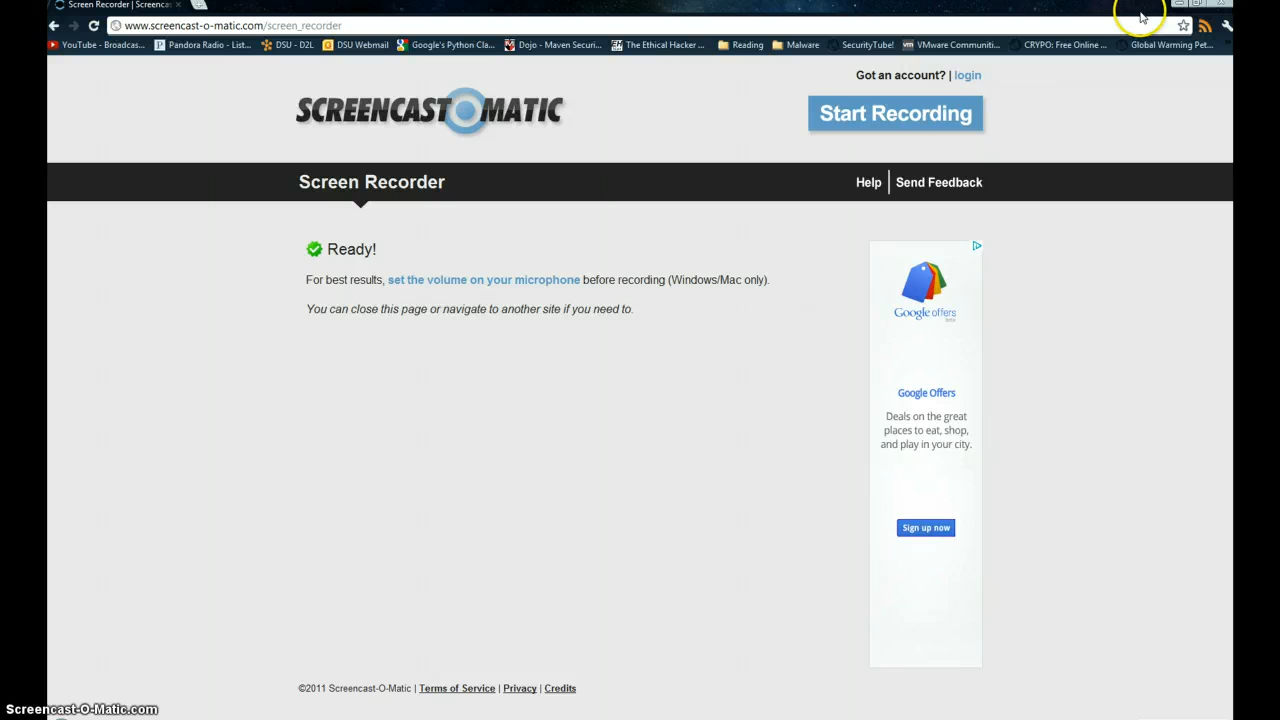 Screen Recorder | Screencas
www.screencast-o-matic.com/screen_recorder
YouTube - Broadcas... Pandora Radio - List... DSU - D2L DSU Webmail Google's Python Cla... Dojo - Maven Securi... The Ethical Hacker ... Reading Malware SecurityTube! VMware Communiti... CRYPO: Free Online ... Global Warming Pet...
Got an account? | login
SCREENCAST O MATIC
Start Recording
Screen Recorder
Help Send Feedback
Ready!
For best results, set the volume on your microphone before recording (Windows/Mac only).
You can close this page or navigate to another site if you need to.
Google offers
beta
Google Offers
Deals on the great
places to eat, shop,
and play in your city.
Sign up now
©2011 Screencast-O-Matic | Terms of Service | Privacy | Credits
Screencast-O-Matic.com